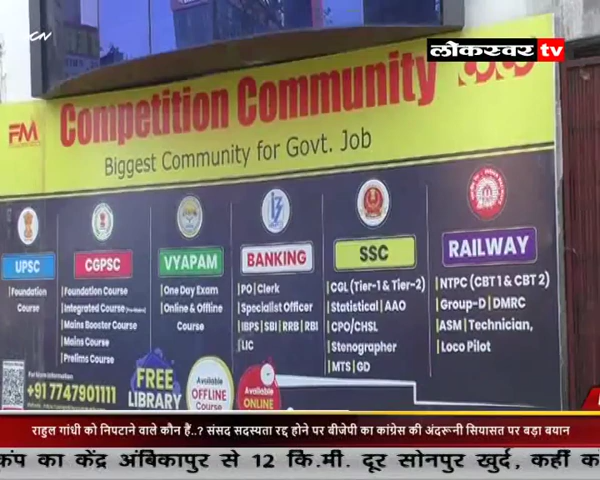 लोकस्वर tv
FM
Competition Community
Biggest Community for Govt. Job
UPSC
Foundation
Course
CGPSC
Foundation Course
Integrated Course
Mains Booster Course
Mains Course
Prelims Course
VYAPAM
One Day Exam
Online & Offline
Course
BANKING
PO | Clerk
Specialist Officer
IBPS | SBI | RRB | RBI
LIC
SSC
CGL (Tier-1 & Tier-2)
Statistical | AAO
CPO/CHSL
Stenographer
MTS | GD
RAILWAY
NTPC (CBT 1 & CBT 2)
Group-D | DMRC
ASM | Technician,
Loco Pilot
For More Information
+91 7747901111
FREE
LIBRARY
Available
OFFLINE
Course
Available
ONLINE
राहुल गांधी को निपटाने वाले कौन हैं..? संसद सदस्यता रद्द होने पर बीजेपी का कांग्रेस की अंदरूनी सियासत पर बड़ा बयान
कंप का केंद्र अंबिकापुर से 12 कि.मी. दूर सोनपुर खुर्द, कहीं क